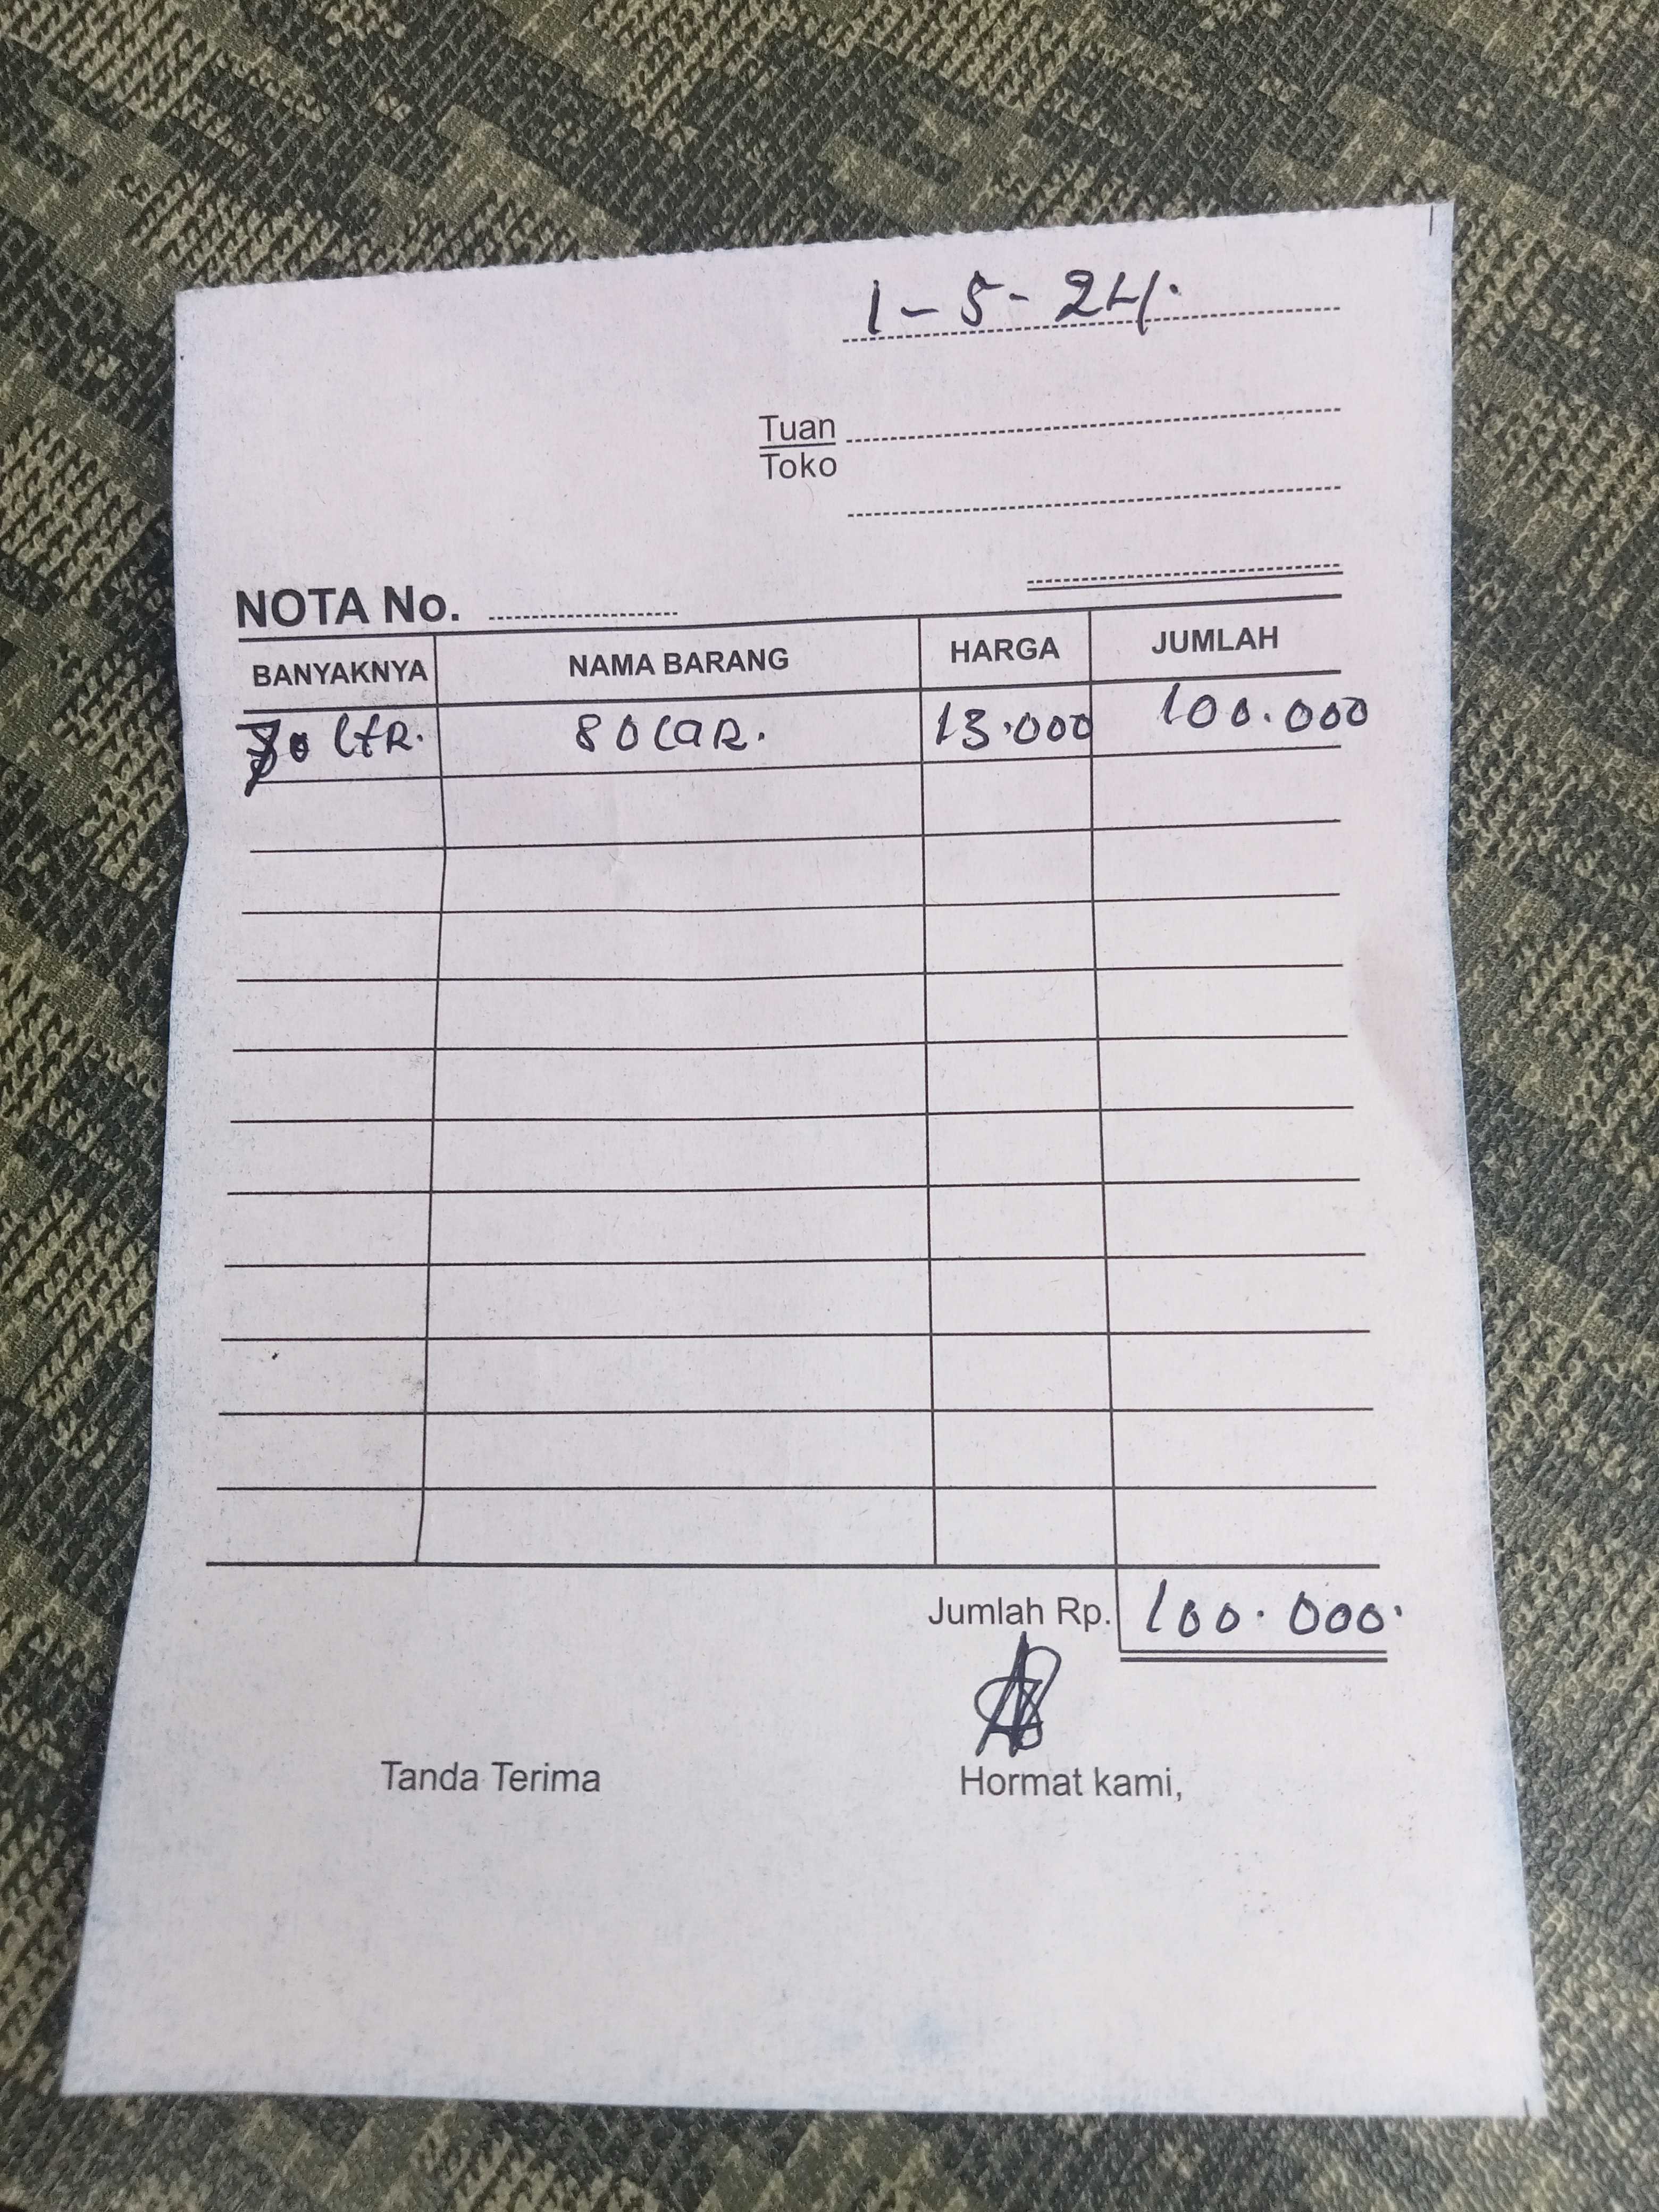 1-5-24.
Tuan
Toko
NOTA No.
BANYAKNYA NAMA BARANG HARGA JUMLAH
LtR. SOLAR. 13.000 100.000
Jumlah Rp. 100.000.
Tanda Terima Hormat kami,